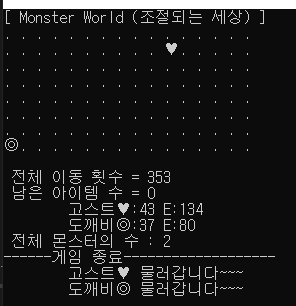 [ Monster World (조절되는 세상) ]
. . . . . . . . . . . . . . . .
. . . . . . . . . . ♥. . . . .
. . . . . . . . . . . . . . . .
. . . . . . . . . . . . . . . .
. . . . . . . . . . . . . . . .
. . . . . . . . . . . . . . . .
. . . . . . . . . . . . . . . .
◎. . . . . . . . . . . . . . .
전체 이동 횟수 = 353
남은 아이템 수 = 0
고스트♥:43 E:134
도깨비◎:37 E:80
전체 몬스터의 수 : 2
------게임 종료-------------------
고스트♥ 물러갑니다~~~
도깨비◎ 물러갑니다~~~